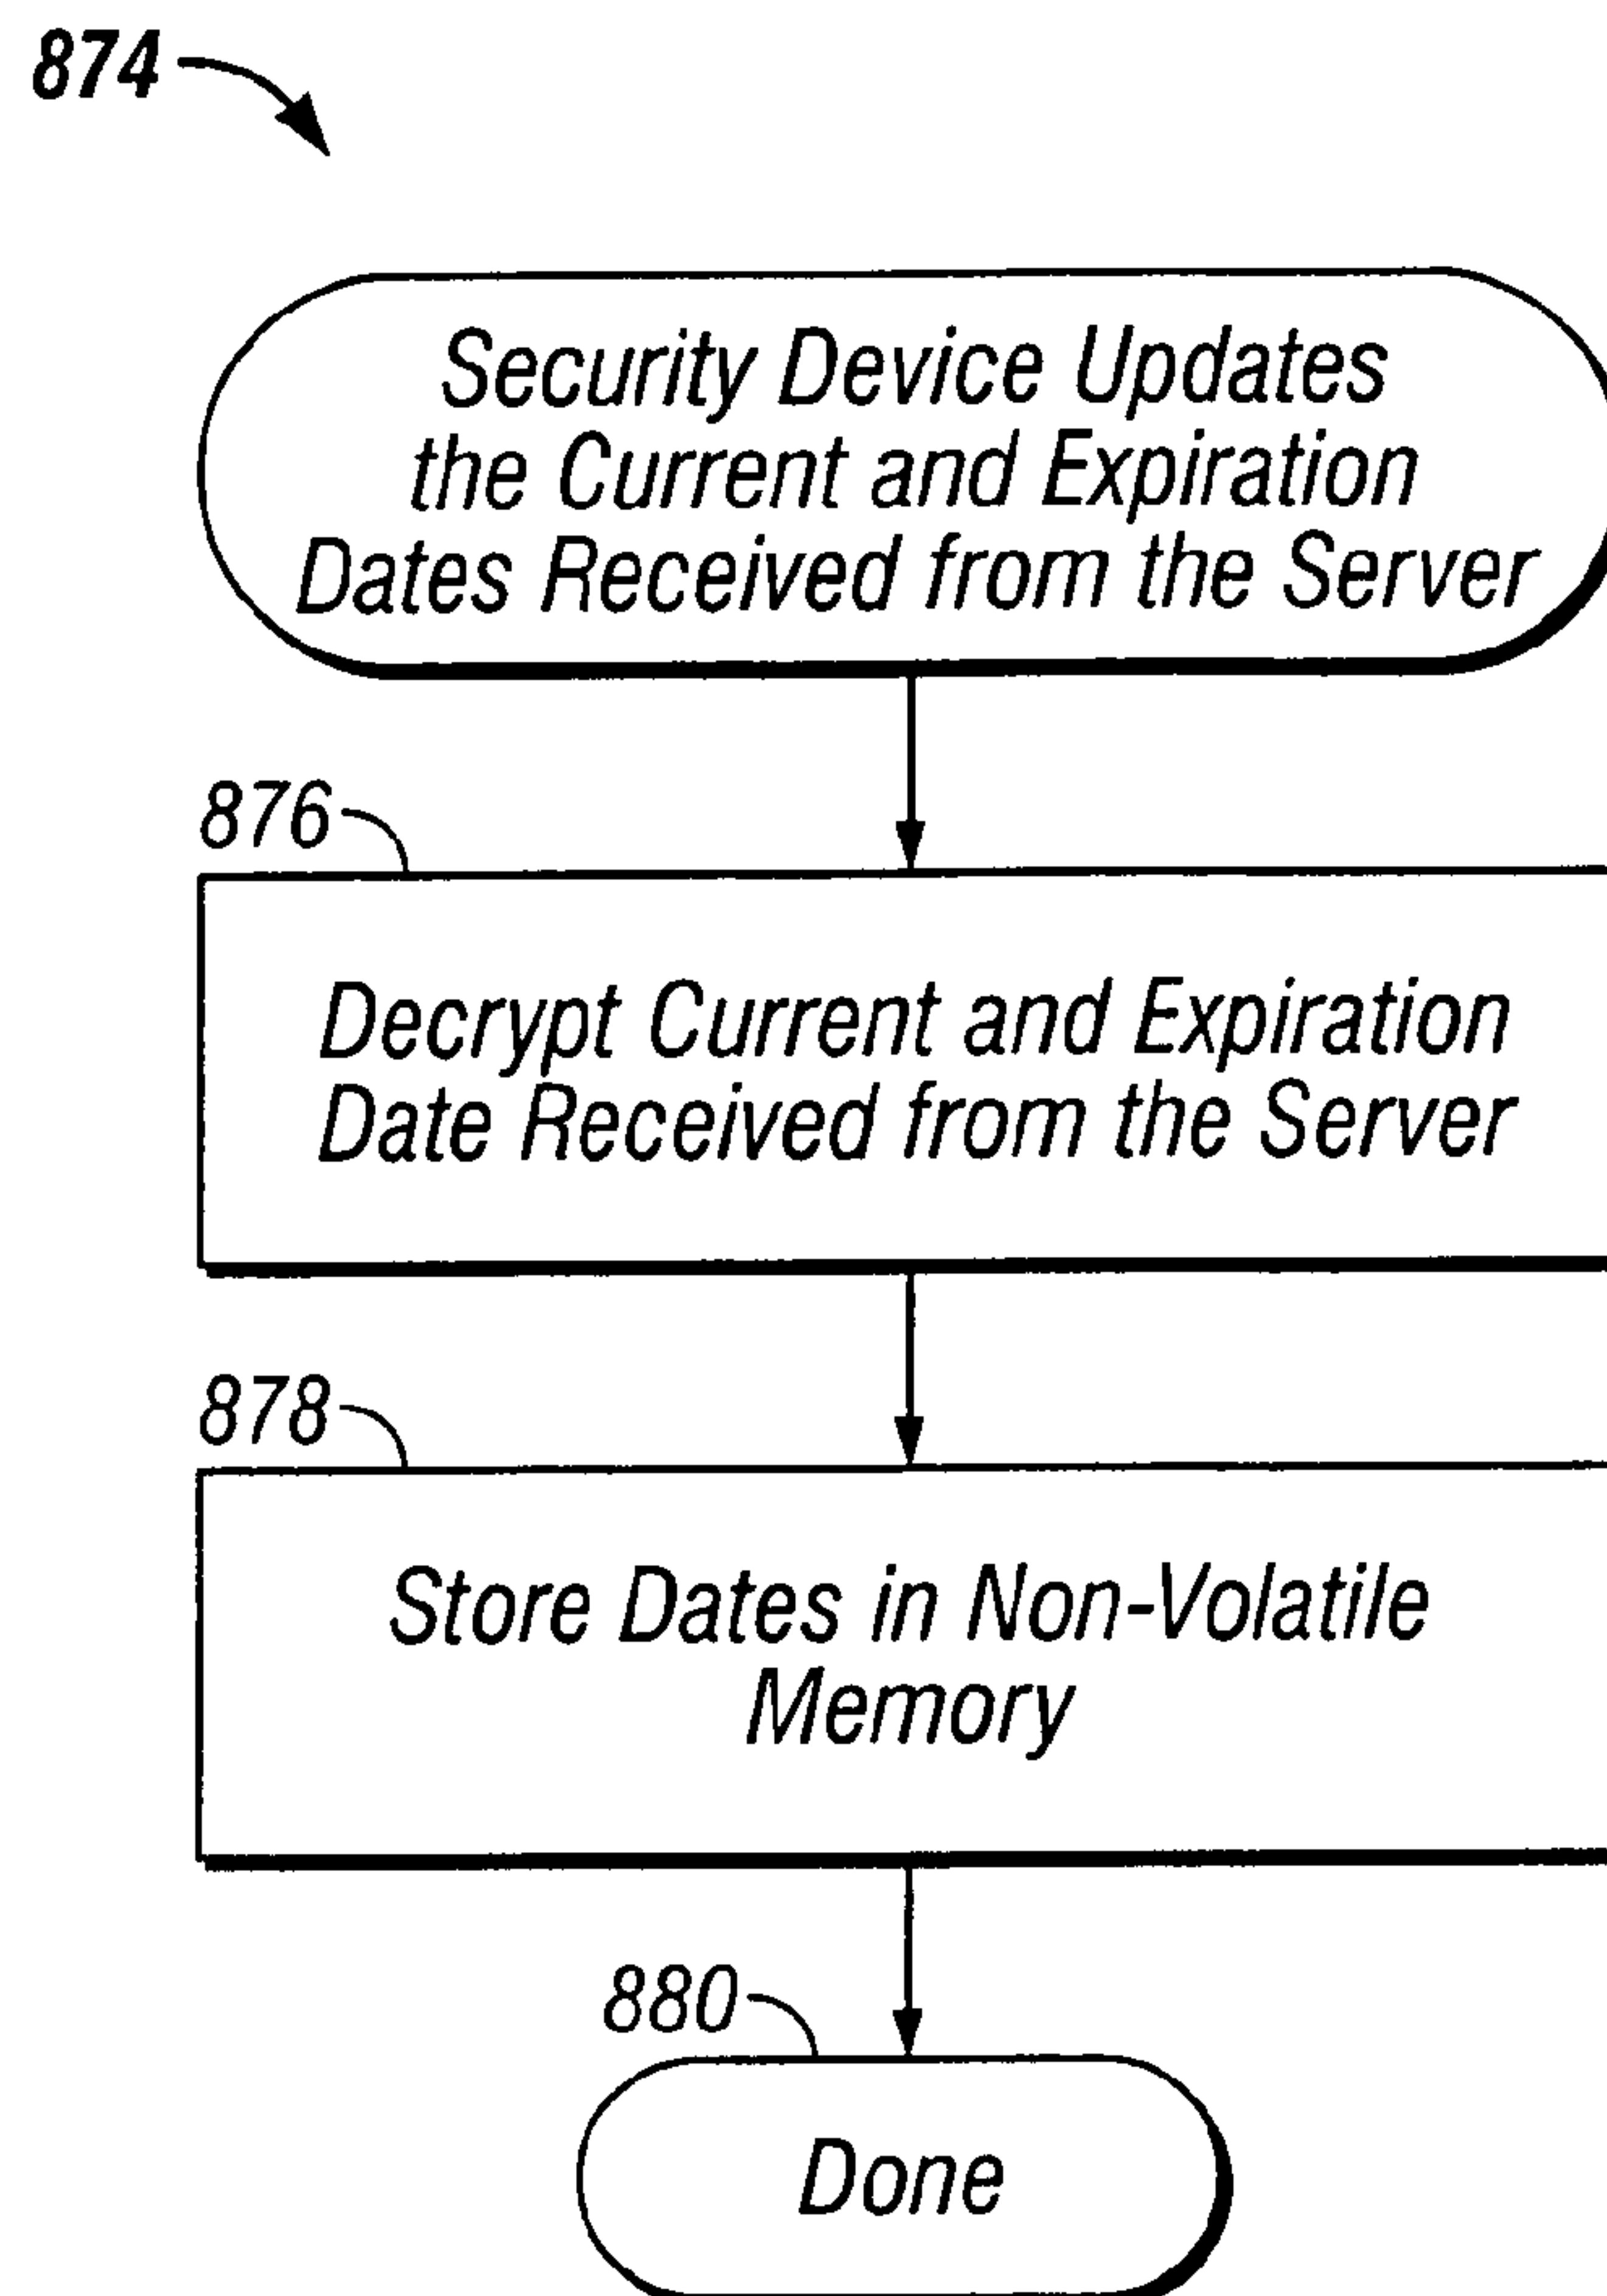 874
Security Device Updates
the Current and Expiration
Dates Received from the Server
876
Decrypt Current and Expiration
Date Received from the Server
878
Store Dates in Non-Volatile
Memory
880
Done